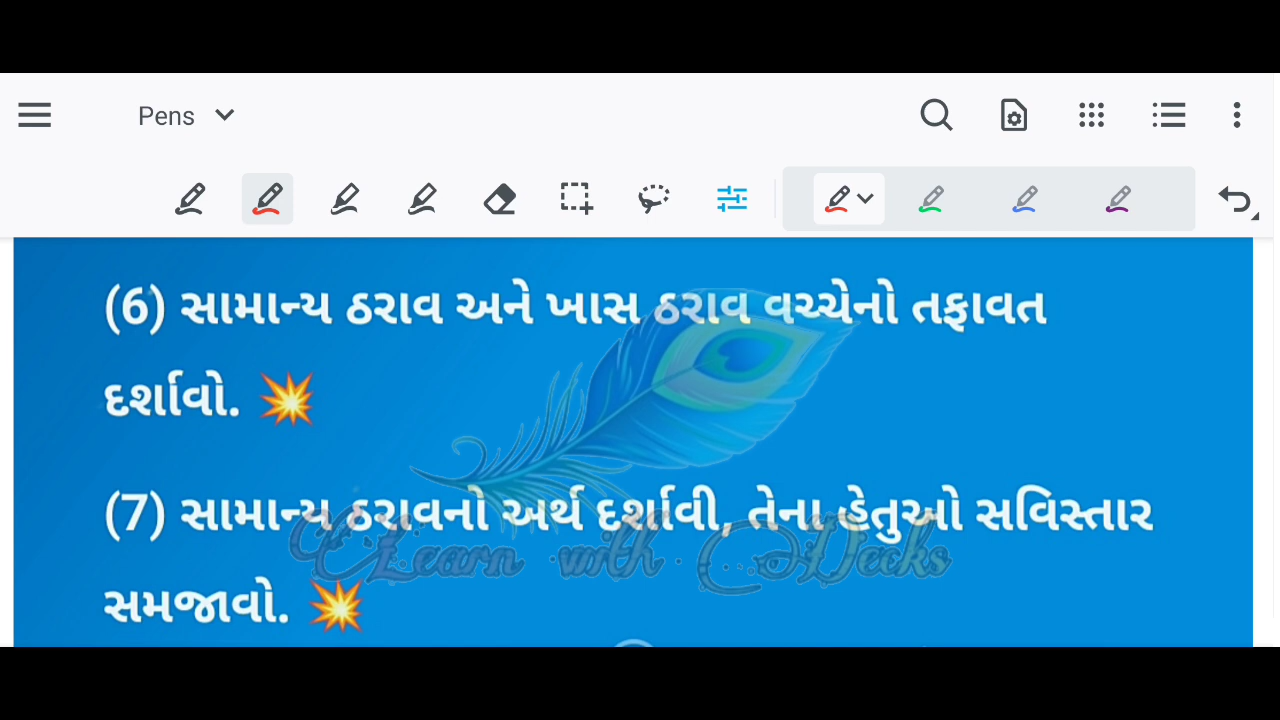 Pens
(6) સામાન્ય ઠરાવ અને ખાસ ઠરાવ વચ્ચેનો તફાવત
દર્શાવો. 💥
(7) સામાન્ય ઠરાવનો અર્થ દર્શાવી, તેના હેતુઓ સવિસ્તાર
Learn with Decks
સમજાવો. 💥